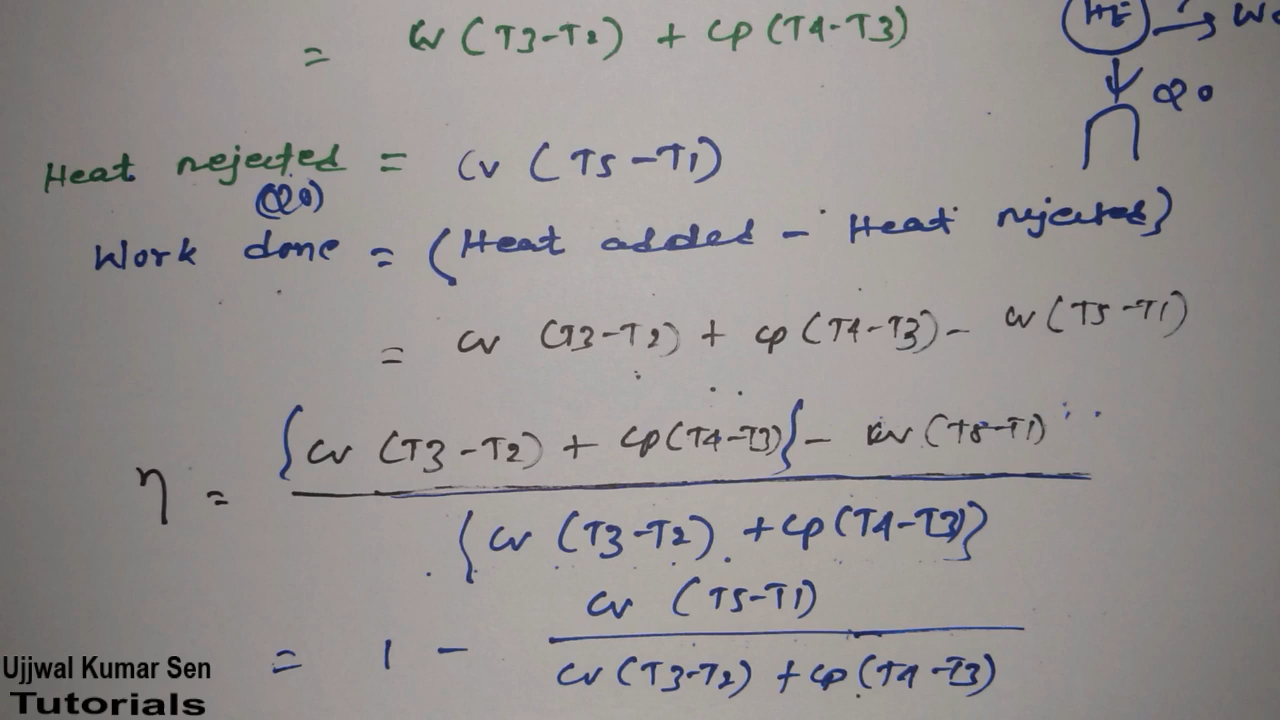 = Cv (T3-T2) + Cp (T4-T3)
HE → W
Q0
Heat rejected = Cv (T5-T1)
(Q0)
Work done = (Heat added - Heat rejected)
= Cv (T3-T2) + Cp (T4-T3) - Cv (T5-T1)
{Cv (T3-T2) + Cp (T4-T3)} - Cv (T5-T1)
η =
{Cv (T3-T2) + Cp (T4-T3)}
Cv (T5-T1)
= 1 -
Cv (T3-T2) + Cp (T4-T3)
Ujjwal Kumar Sen
Tutorials